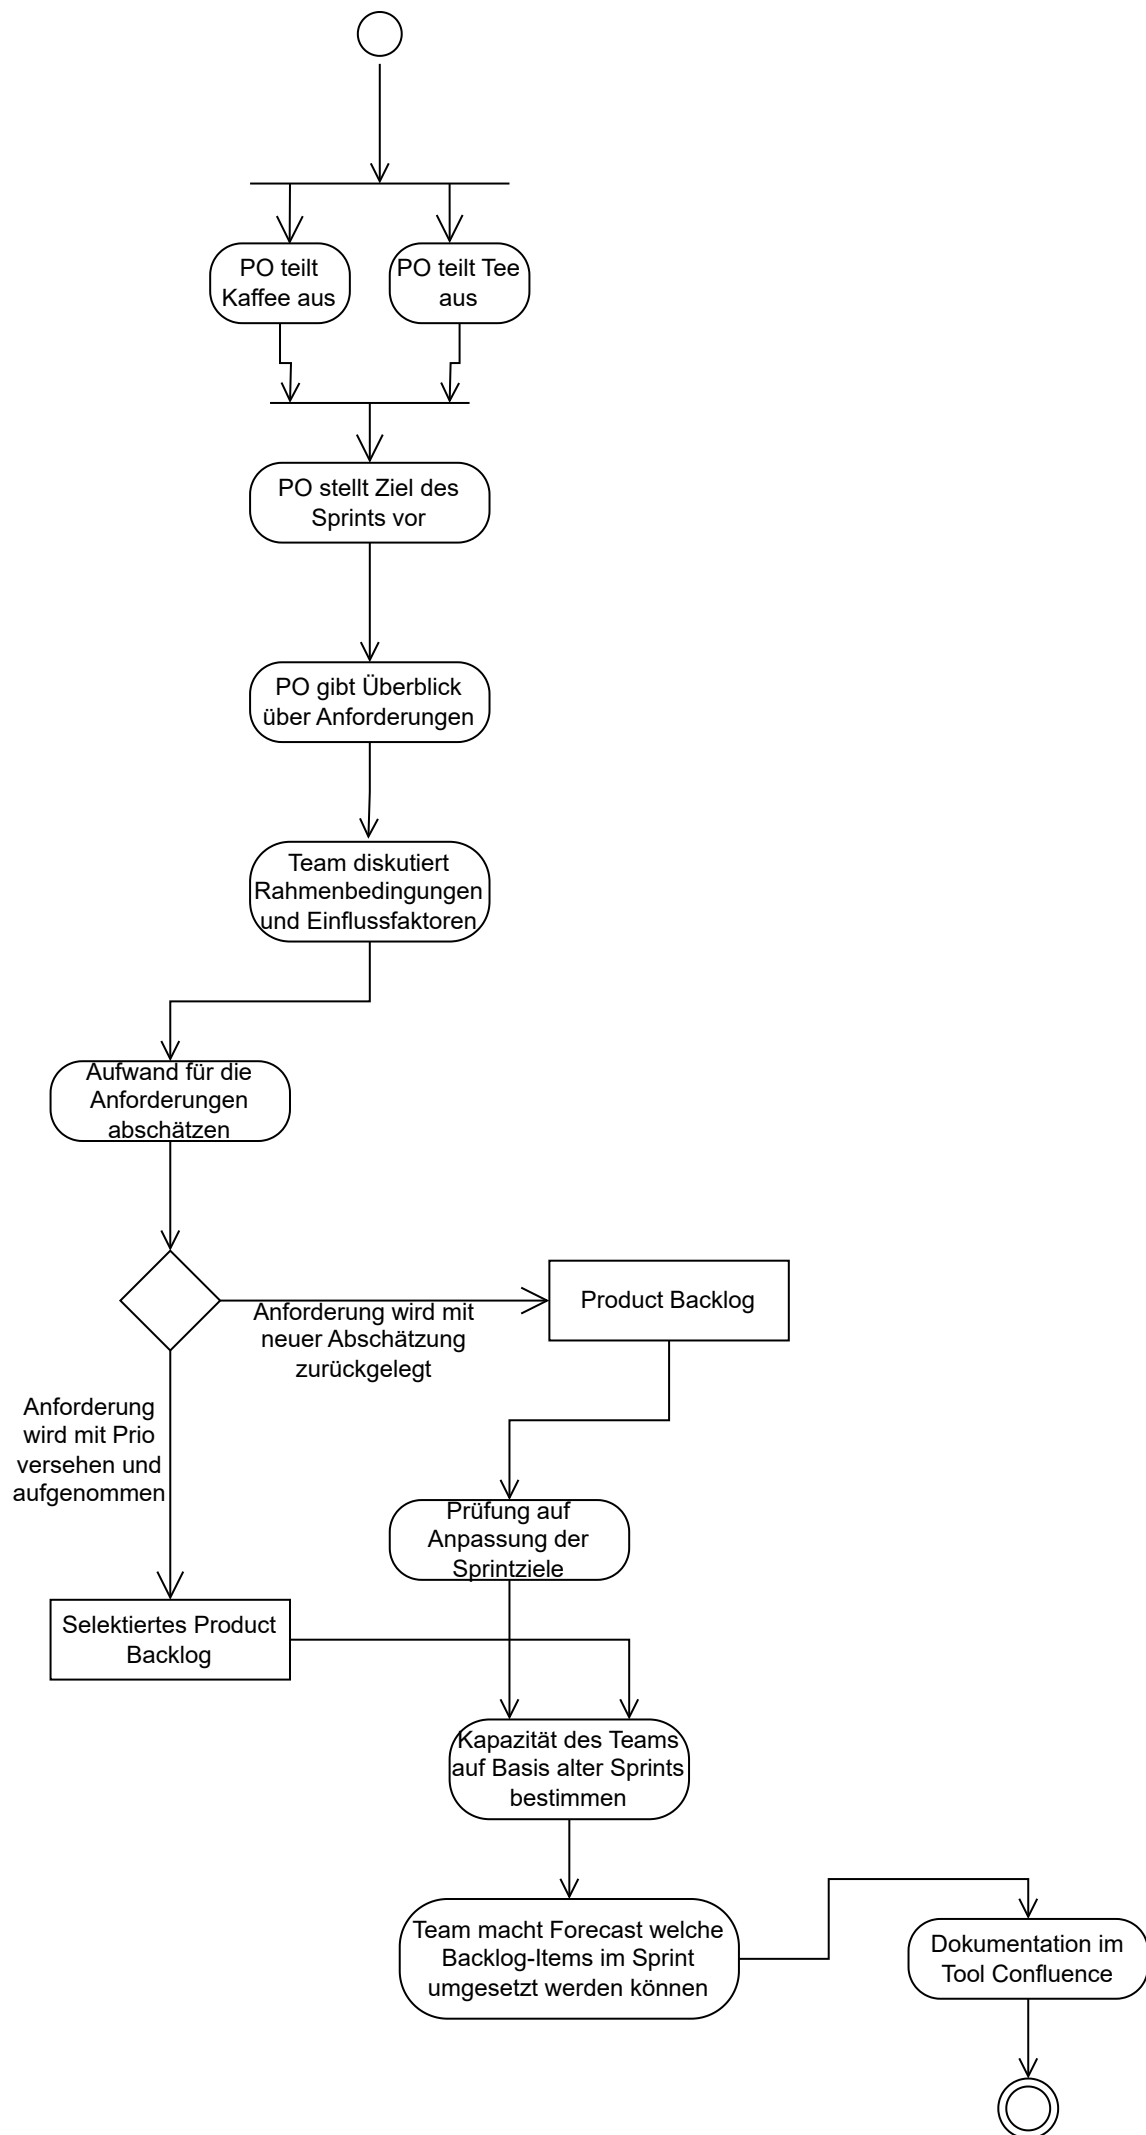 PO teilt
Kaffee aus
PO teilt Tee
aus
PO stellt Ziel des
Sprints vor
PO gibt Überblick
über Anforderungen
Team diskutiert
Rahmenbedingungen
und Einflussfaktoren
Aufwand für die
Anforderungen
abschätzen
Product Backlog
Anforderung wird mit
neuer Abschätzung
zurückgelegt
Anforderung
wird mit Prio
versehen und
aufgenommen
Prüfung auf
Anpassung der
Sprintziele
Selektiertes Product
Backlog
Kapazität des Teams
auf Basis alter Sprints
bestimmen
Team macht Forecast welche
Backlog-Items im Sprint
umgesetzt werden können
Dokumentation im
Tool Confluence